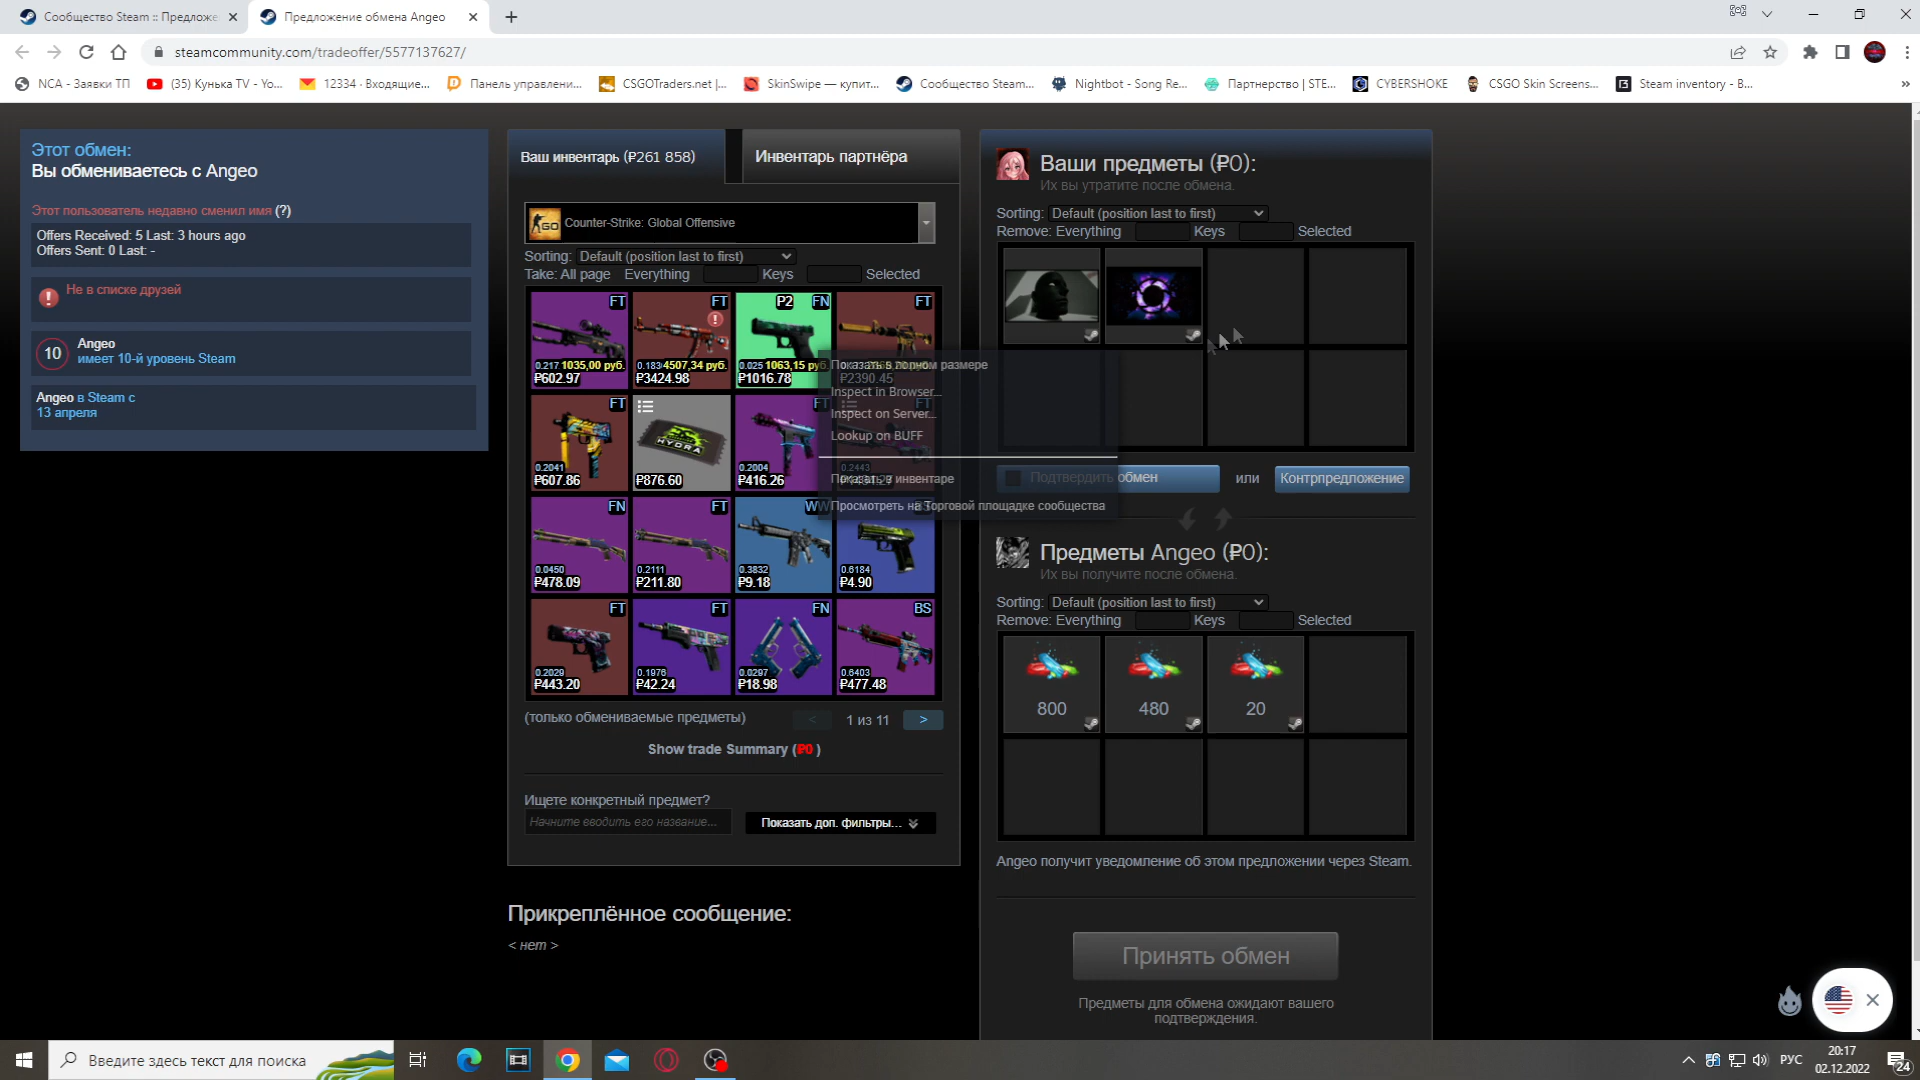 Сообщество Steam :: Предложе
Предложение обмена Angeo
steamcommunity.com/tradeoffer/5577137627/
NCA - Заявки ТП
(35) Кунька TV - Yo...
12334 · Входящие...
Панель управлени...
CSGOTraders.net |...
SkinSwipe — купит...
Сообщество Steam...
Nightbot - Song Re...
Партнерство | STE...
CYBERSHOKE
CSGO Skin Screens...
Steam inventory - B...
Этот обмен:
Вы обмениваетесь с Angeo
Этот пользователь недавно сменил имя (?)
Offers Received: 5 Last: 3 hours ago
Offers Sent: 0 Last: -
Не в списке друзей
10
Angeo
имеет 10-й уровень Steam
Angeo в Steam с
13 апреля
Ваш инвентарь (₽261 858)
Инвентарь партнёра
Counter-Strike: Global Offensive
Sorting: Default (position last to first)
Take: All page Everything Keys Selected
FT 0.217 1035,00 руб. ₽602.97
FT 0.183 4507,34 руб. ₽3424.98
P2 FN 0.025 1063,15 руб. ₽1016.78
FT ₽2390.45
FT 0.2041 ₽607.86
HYDRA ₽876.60
FT 0.2004 ₽416.26
FT 0.2443
FN 0.0450 ₽478.09
FT 0.2111 ₽211.80
WW 0.3832 ₽9.18
0.6184 ₽4.90
FT 0.2029 ₽443.20
FT 0.1976 ₽42.24
FN 0.0297 ₽18.98
BS 0.6403 ₽477.48
Показать в полном размере
Inspect in Browser...
Inspect on Server...
Lookup on BUFF
Показать в инвентаре
Просмотреть на Торговой площадке сообщества
(только обмениваемые предметы)
< 1 из 11 >
Show trade Summary (₽0 )
Ищете конкретный предмет?
Начните вводить его название...
Показать доп. фильтры...
Прикреплённое сообщение:
< нет >
Ваши предметы (₽0):
Их вы утратите после обмена.
Sorting: Default (position last to first)
Remove: Everything Keys Selected
Подтвердить обмен
или
Контрпредложение
Предметы Angeo (₽0):
Их вы получите после обмена.
Sorting: Default (position last to first)
Remove: Everything Keys Selected
800
480
20
Angeo получит уведомление об этом предложении через Steam.
Принять обмен
Предметы для обмена ожидают вашего
подтверждения.
Введите здесь текст для поиска
РУС
20:17
02.12.2022
24